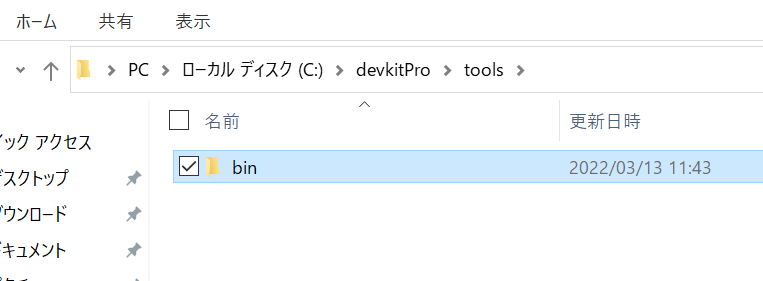 ホーム 共有 表示
PC ローカル ディスク (C:) devkitPro tools
名前 更新日時
イック アクセス
デスクトップ
ダウンロード
ドキュメント
bin 2022/03/13 11:43